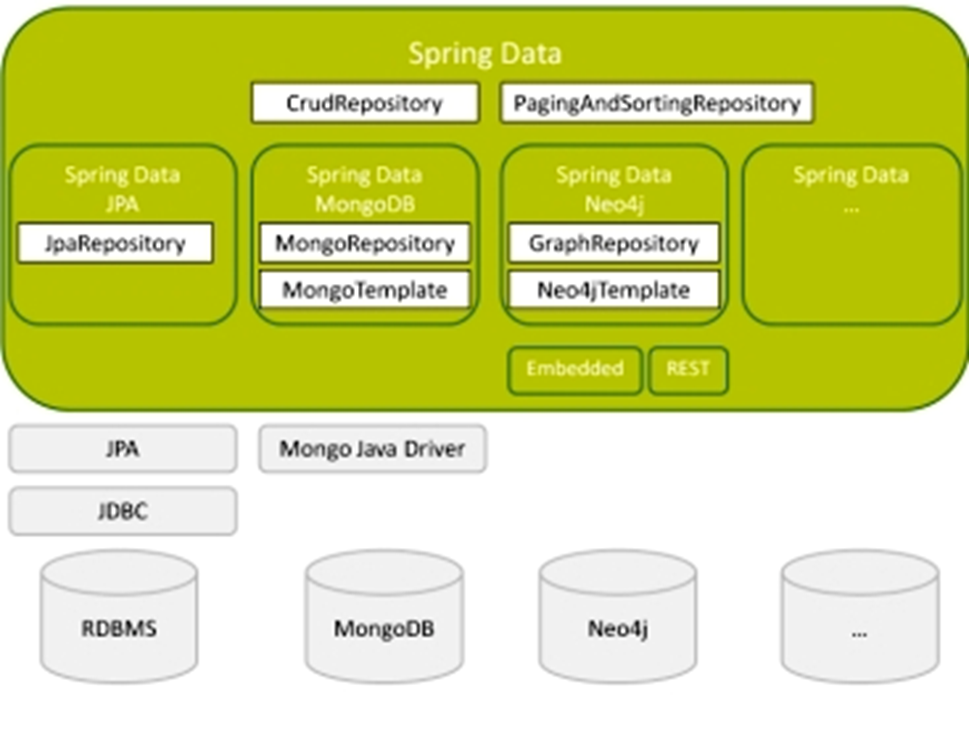 Spring Data
CrudRepository
PagingAndSortingRepository
Spring Data
JPA
JpaRepository
Spring Data
MongoDB
MongoRepository
MongoTemplate
Spring Data
Neo4j
GraphRepository
Neo4jTemplate
Spring Data
...
Embedded
REST
JPA
Mongo Java Driver
JDBC
RDBMS
MongoDB
Neo4j
...